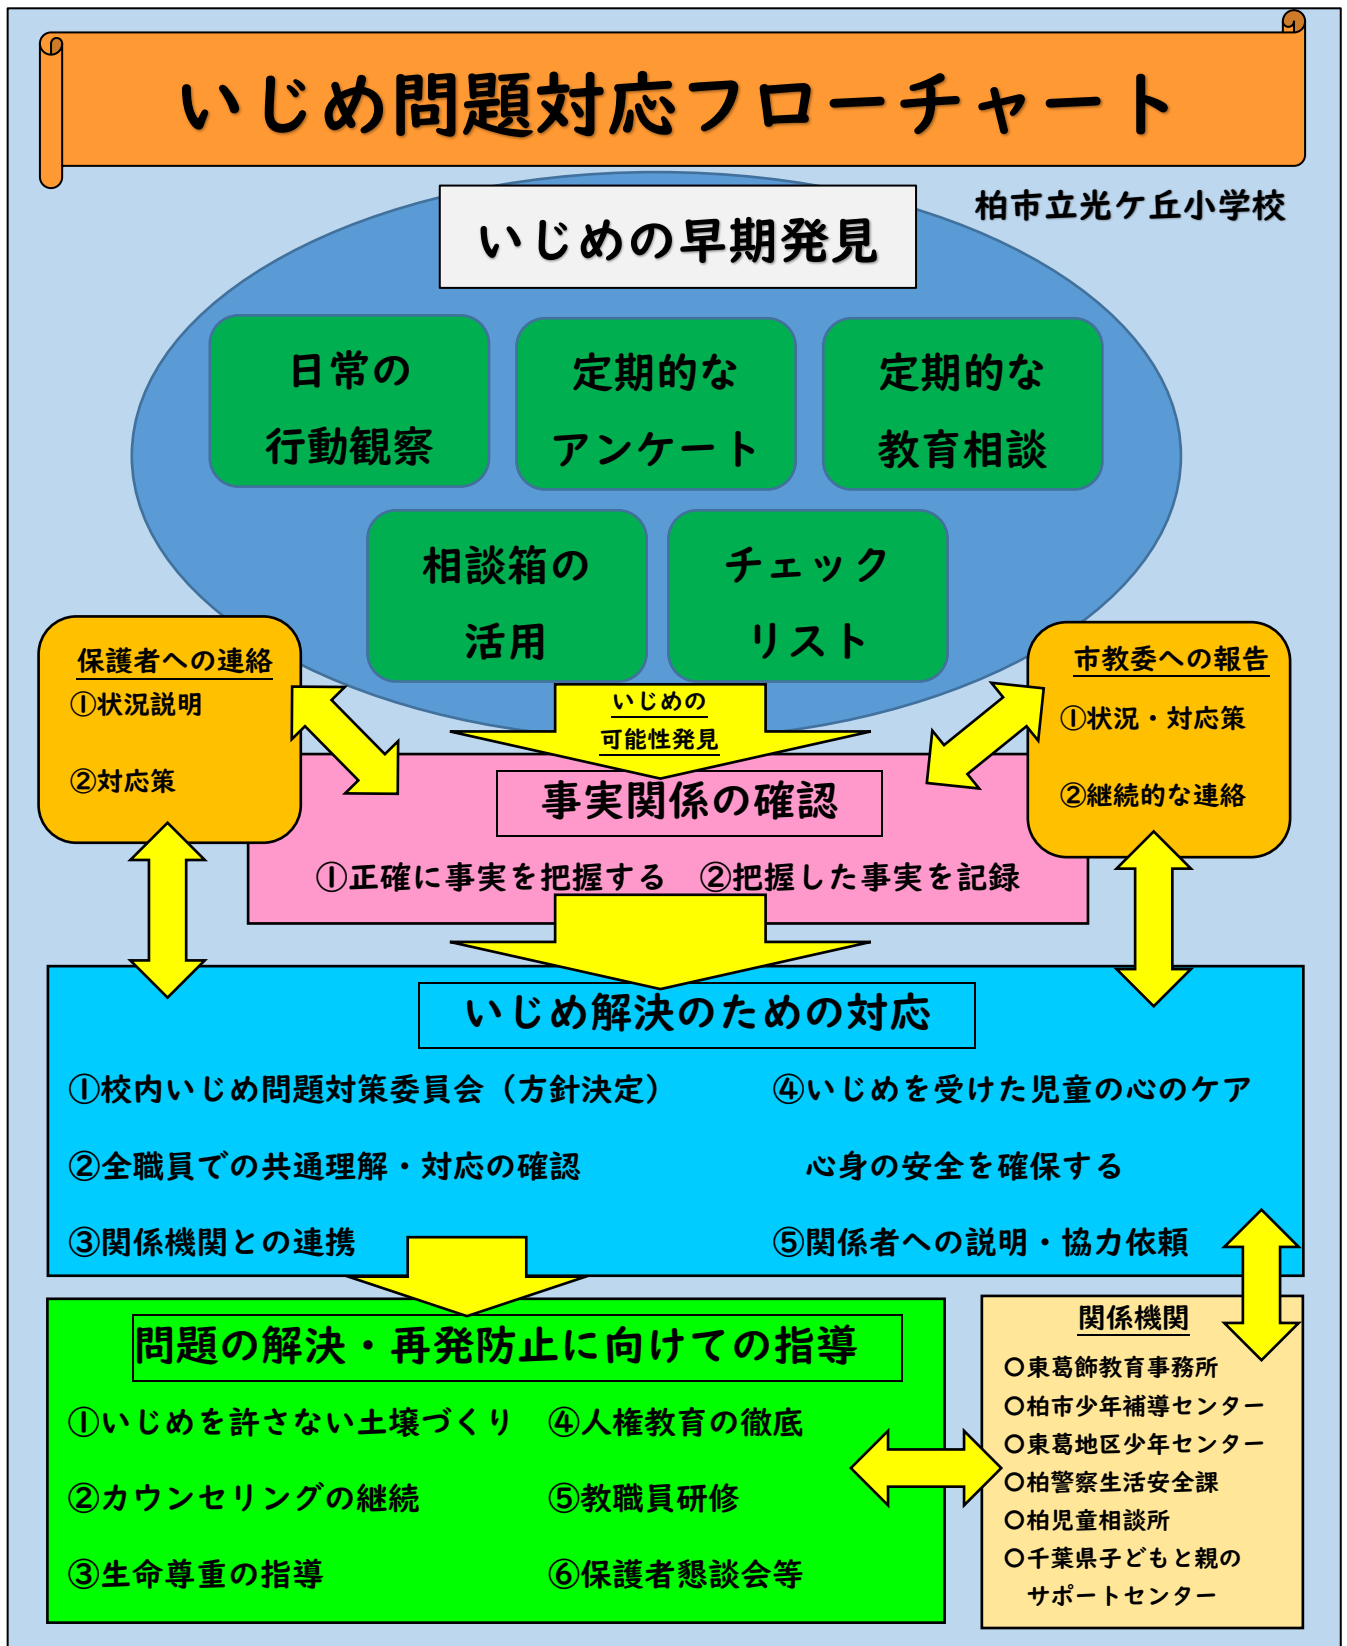 いじめ問題対応フローチャート
柏市立光ケ丘小学校
いじめの早期発見
日常の
行動観察
定期的な
アンケート
定期的な
教育相談
相談箱の
活用
チェック
リスト
保護者への連絡
①状況説明
②対応策
市教委への報告
①状況・対応策
②継続的な連絡
いじめの
可能性発見
事実関係の確認
①正確に事実を把握する　②把握した事実を記録
いじめ解決のための対応
①校内いじめ問題対策委員会（方針決定）
②全職員での共通理解・対応の確認
③関係機関との連携
④いじめを受けた児童の心のケア
心身の安全を確保する
⑤関係者への説明・協力依頼
問題の解決・再発防止に向けての指導
①いじめを許さない土壌づくり
②カウンセリングの継続
③生命尊重の指導
④人権教育の徹底
⑤教職員研修
⑥保護者懇談会等
関係機関
○東葛飾教育事務所
○柏市少年補導センター
○東葛地区少年センター
○柏警察生活安全課
○柏児童相談所
○千葉県子どもと親の
サポートセンター